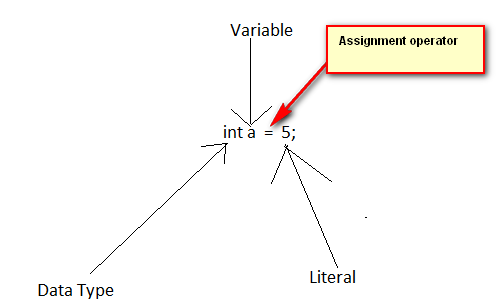 Variable
Assignment operator
int a = 5;
Data Type
Literal